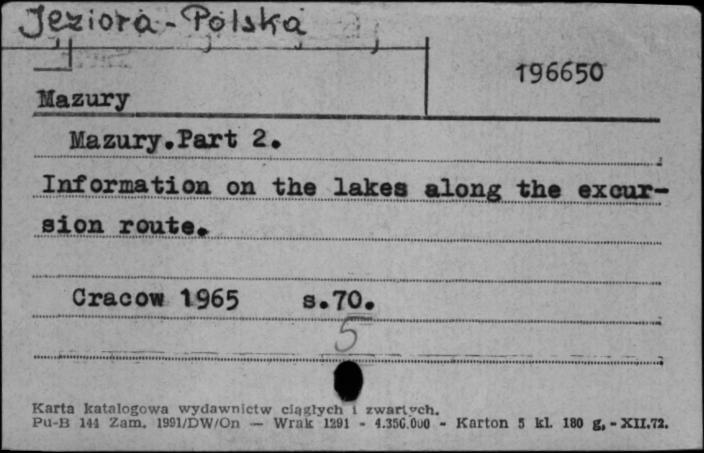 Jeziora - Polska
196650
Mazury
Mazury.Part 2.
Information on the lakes along the excur-
sion route.
Cracow 1965 s.70.
5
Karta katalogowa wydawnictw ciągłych i zwartych.
Pu-B 144 Zam. 1991/DW/On — Wrak 1291 - 4.356.000 - Karton 5 kl. 180 g, - XII.72.